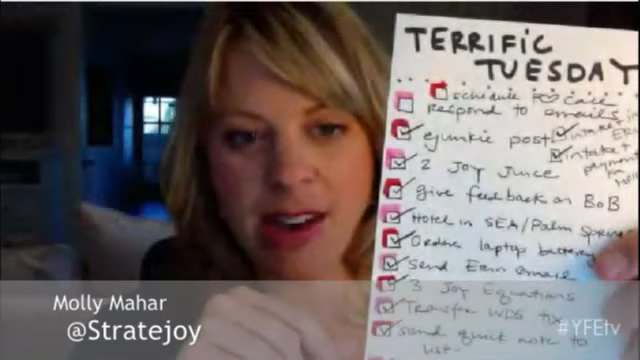 TERRIFIC
TUESDAY
schedule call
respond to emails
ejunkie post
intake +
2 Joy Juice
give feedback on BoB
Hotel in SEA/Palm Springs
Order laptop battery
Send Erin email
3 Joy Equations
Transfer WDS tix
Send quick note to
list
Molly Mahar
@Stratejoy
#YFEtv